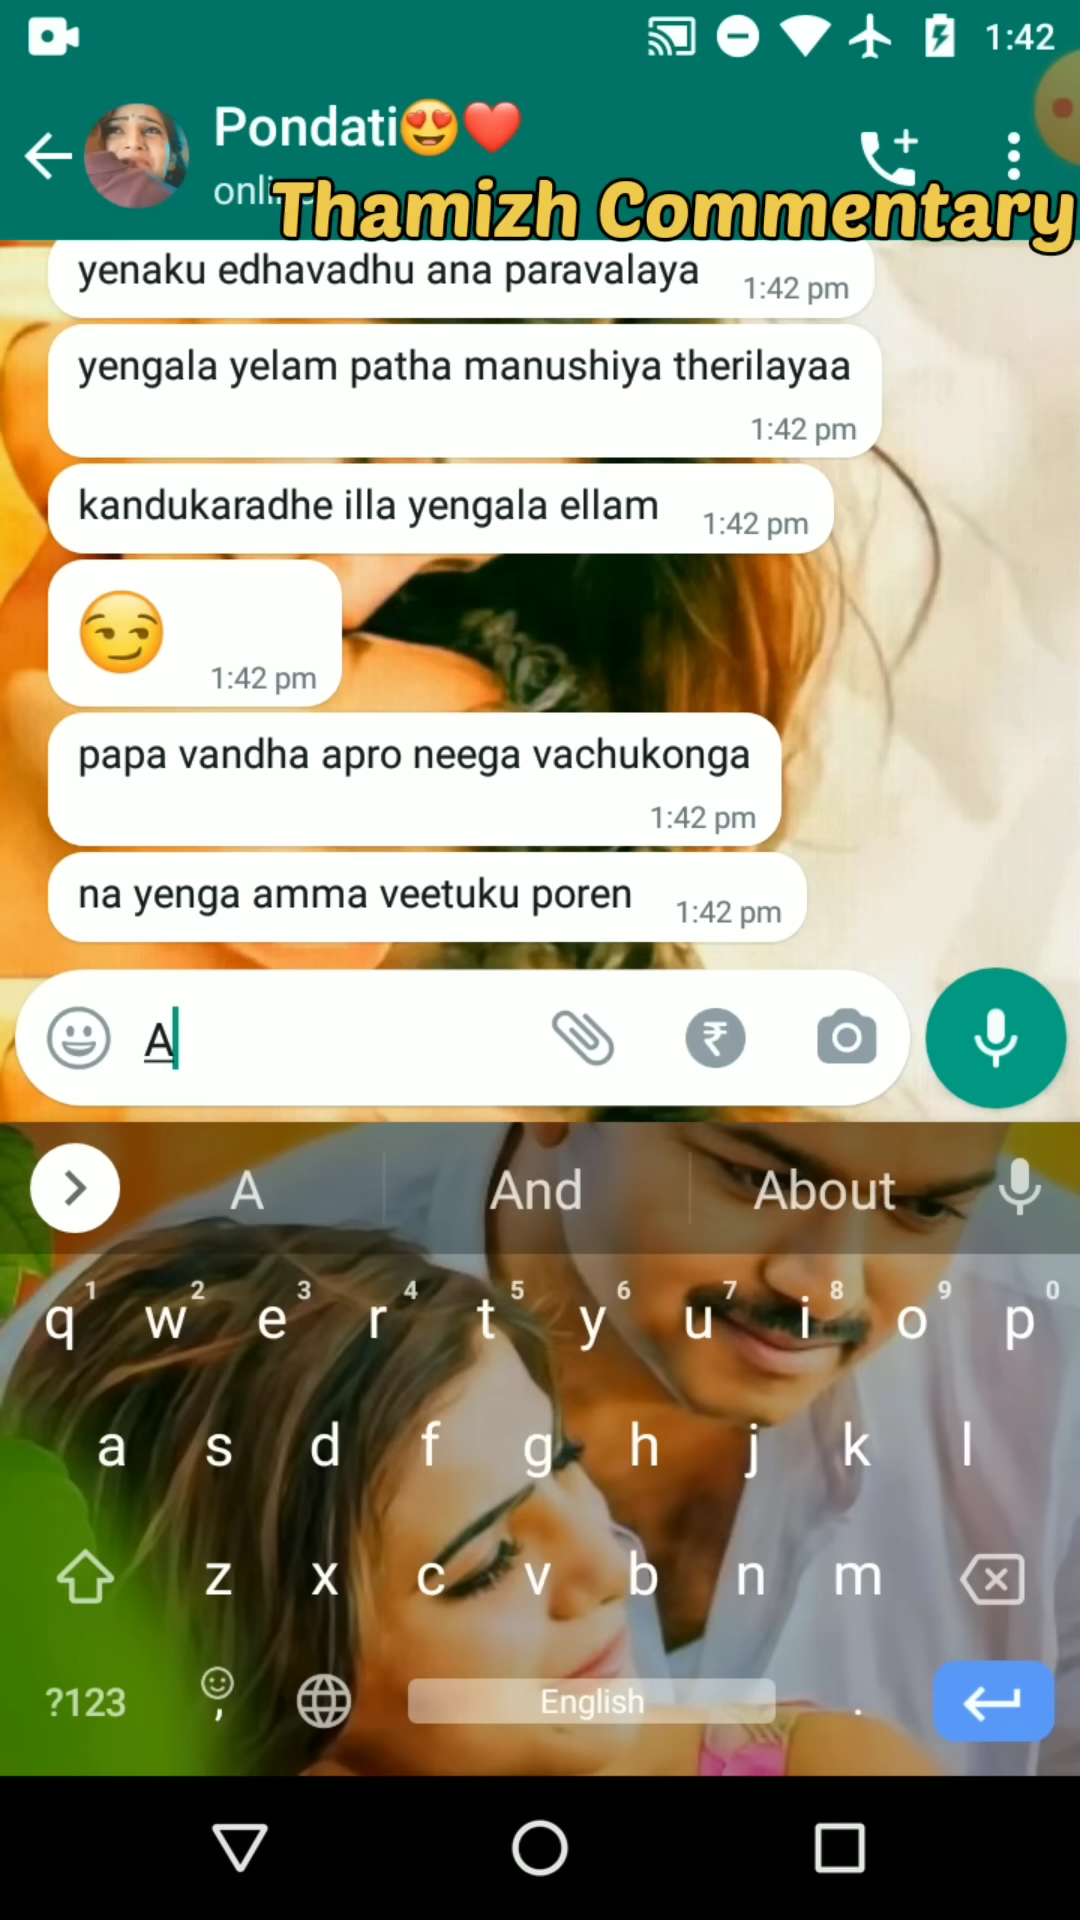 1:42
Pondati😍❤️
Thamizh Commentary
yenaku edhavadhu ana paravalaya
1:42 pm
yengala yelam patha manushiya therilayaa
1:42 pm
kandukaradhe illa yengala ellam
1:42 pm
😏
1:42 pm
papa vandha apro neega vachukonga
1:42 pm
na yenga amma veetuku poren
1:42 pm
A
A And About
1 2 3 4 5 6 7 8 9 0
q w e r t y u i o p
a s d f g h j k l
z x c v b n m
?123 , English .